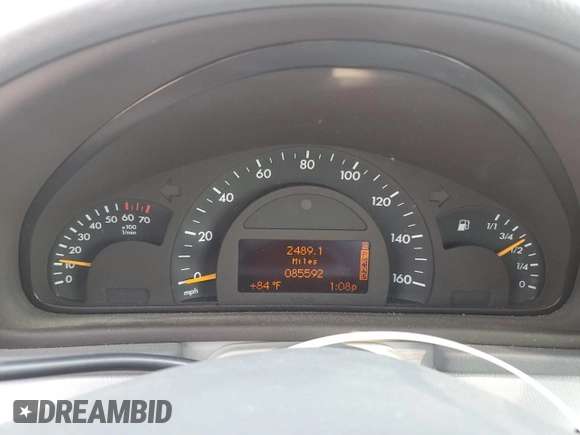 0 10 20 30 40 50 60 70
x100
1/min
0 20 40 60 80 100 120 140 160
mph
2489.1
Miles
085592
+84 °F 1:08p
1/1 3/4 1/2 1/4 0
DREAMBID